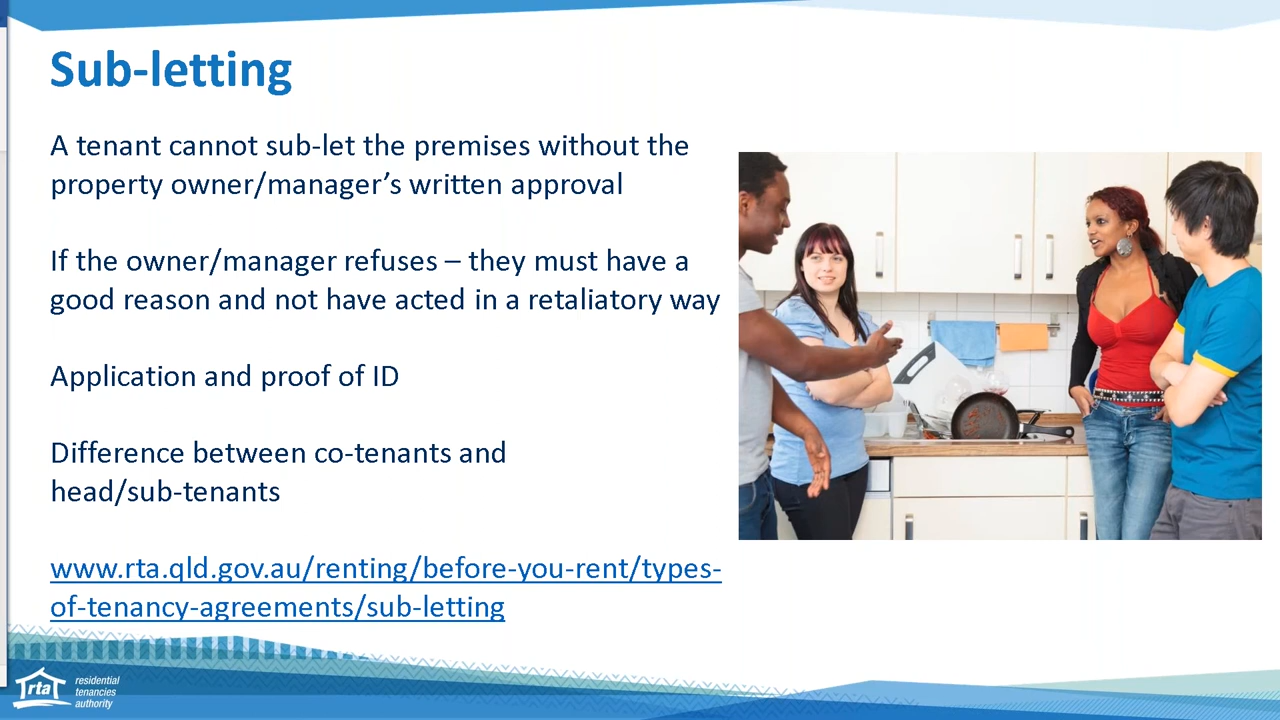 Sub-letting
A tenant cannot sub-let the premises without the
property owner/manager’s written approval
If the owner/manager refuses – they must have a
good reason and not have acted in a retaliatory way
Application and proof of ID
Difference between co-tenants and
head/sub-tenants
www.rta.qld.gov.au/renting/before-you-rent/types-
of-tenancy-agreements/sub-letting
rta
residential
tenancies
authority